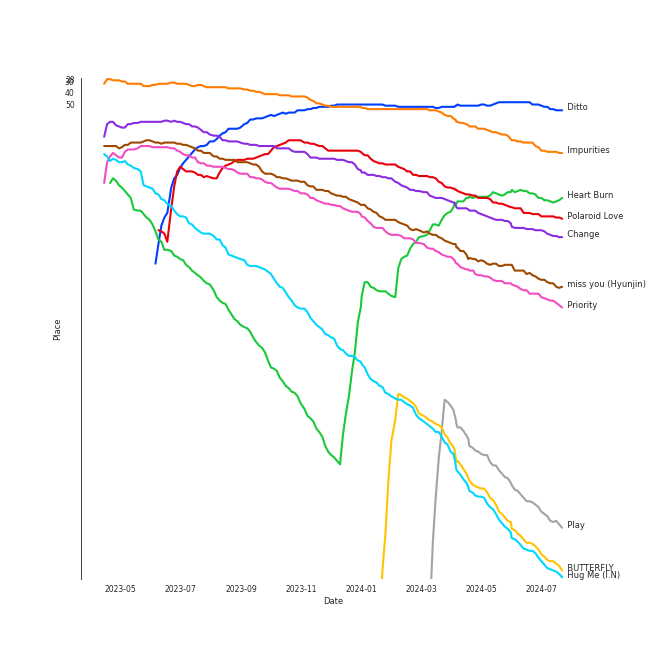 40
50
Ditto
Impurities
Heart Burn
Polaroid Love
Change
miss you (Hyunjin)
Priority
Play
BUTTERFLY
Hug Me (I.N)
Place
2023-05
2023-07
2023-09
2023-11
2024-01
2024-03
2024-05
2024-07
Date